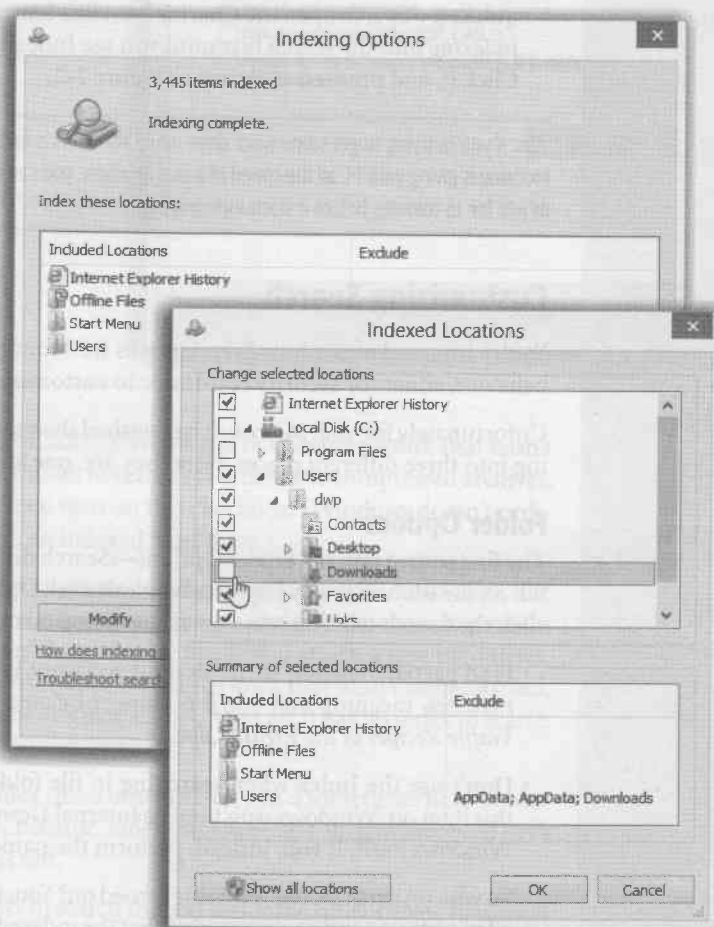 Indexing Options
3,445 items indexed
Indexing complete.
Index these locations:
Included Locations Exclude
Internet Explorer History
Offline Files
Start Menu
Users
Modify
How does indexing
Troubleshoot search
Indexed Locations
Change selected locations
Internet Explorer History
Local Disk (C:)
Program Files
Users
dwp
Contacts
Desktop
Downloads
Favorites
Links
Summary of selected locations
Included Locations Exclude
Internet Explorer History
Offline Files
Start Menu
Users AppData; AppData; Downloads
Show all locations
OK Cancel